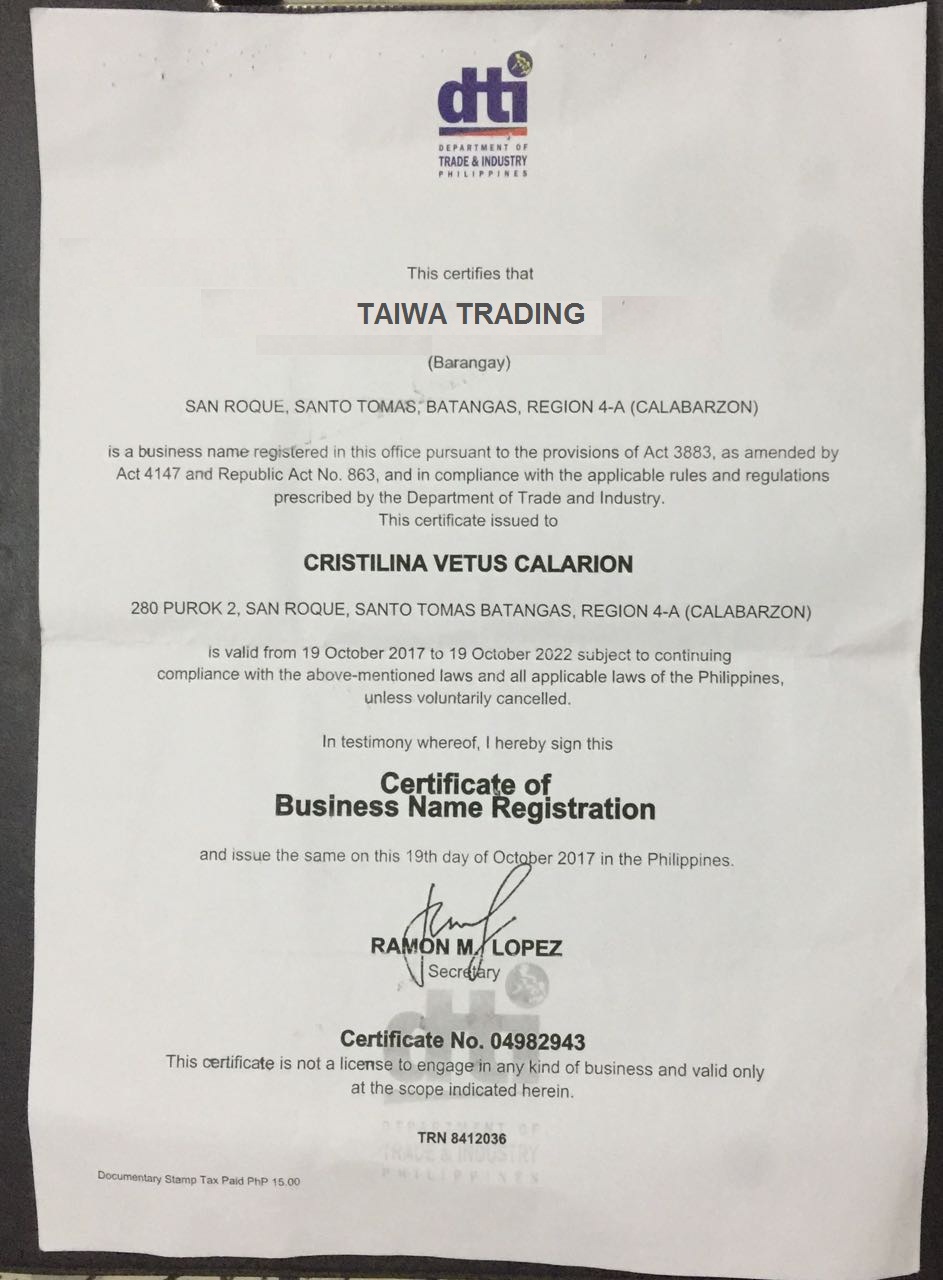 dti
DEPARTMENT OF
TRADE & INDUSTRY
PHILIPPINES
This certifies that
TAIWA TRADING
(Barangay)
SAN ROQUE, SANTO TOMAS, BATANGAS, REGION 4-A (CALABARZON)
is a business name registered in this office pursuant to the provisions of Act 3883, as amended by
Act 4147 and Republic Act No. 863, and in compliance with the applicable rules and regulations
prescribed by the Department of Trade and Industry.
This certificate issued to
CRISTILINA VETUS CALARION
280 PUROK 2, SAN ROQUE, SANTO TOMAS BATANGAS, REGION 4-A (CALABARZON)
is valid from 19 October 2017 to 19 October 2022 subject to continuing
compliance with the above-mentioned laws and all applicable laws of the Philippines,
unless voluntarily cancelled.
In testimony whereof, I hereby sign this
Certificate of
Business Name Registration
and issue the same on this 19th day of October 2017 in the Philippines.
RAMON M. LOPEZ
Secretary
dti
Certificate No. 04982943
This certificate is not a license to engage in any kind of business and valid only
at the scope indicated herein.
DEPARTMENT OF
TRN 8412036
TRADE & INDUSTRY
PHILIPPINES
Documentary Stamp Tax Paid PhP 15.00